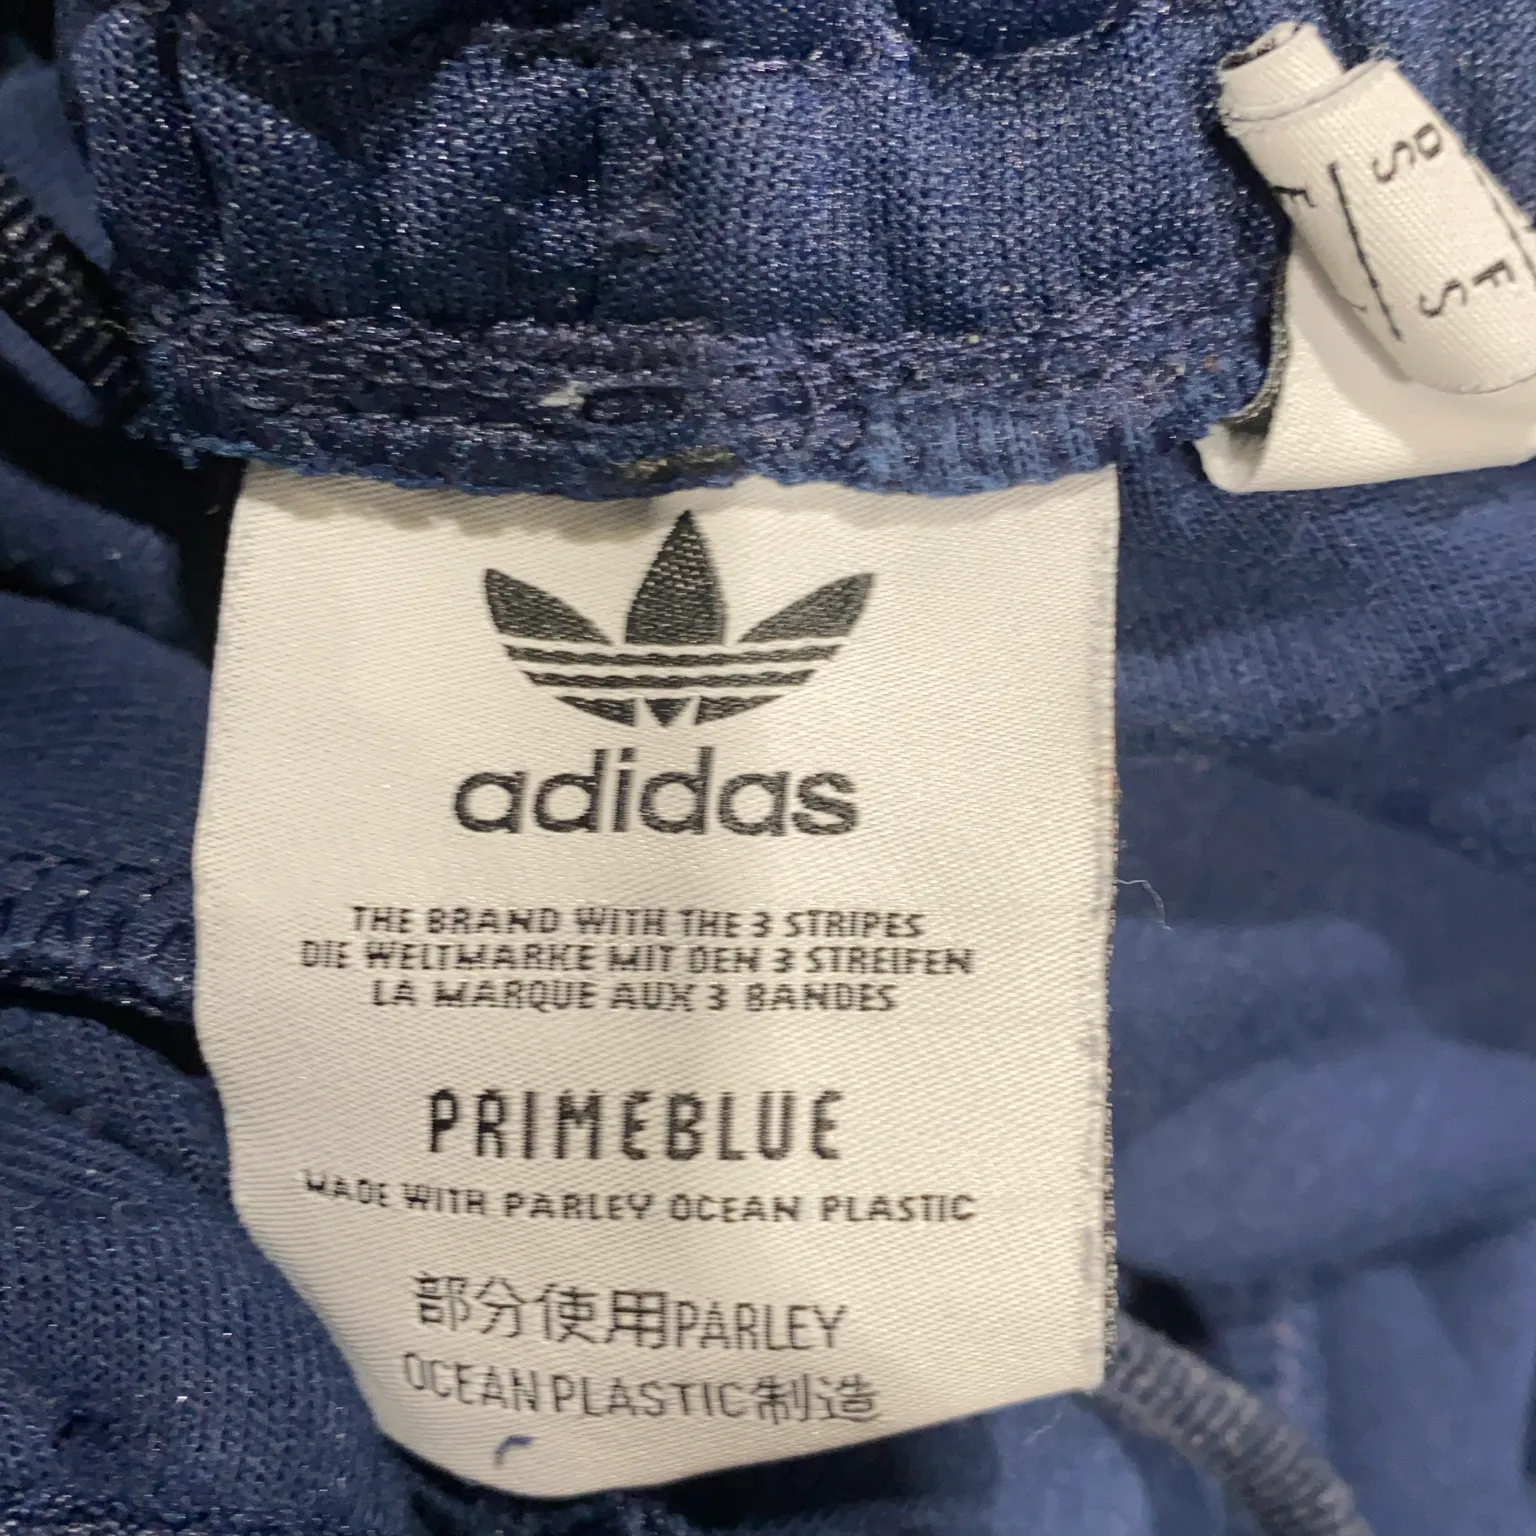 adidas
THE BRAND WITH THE 3 STRIPES
DIE WELTMARKE MIT DEN 3 STREIFEN
LA MARQUE AUX 3 BANDES
PRIMEBLUE
MADE WITH PARLEY OCEAN PLASTIC
部分使用PARLEY
OCEAN PLASTIC制造